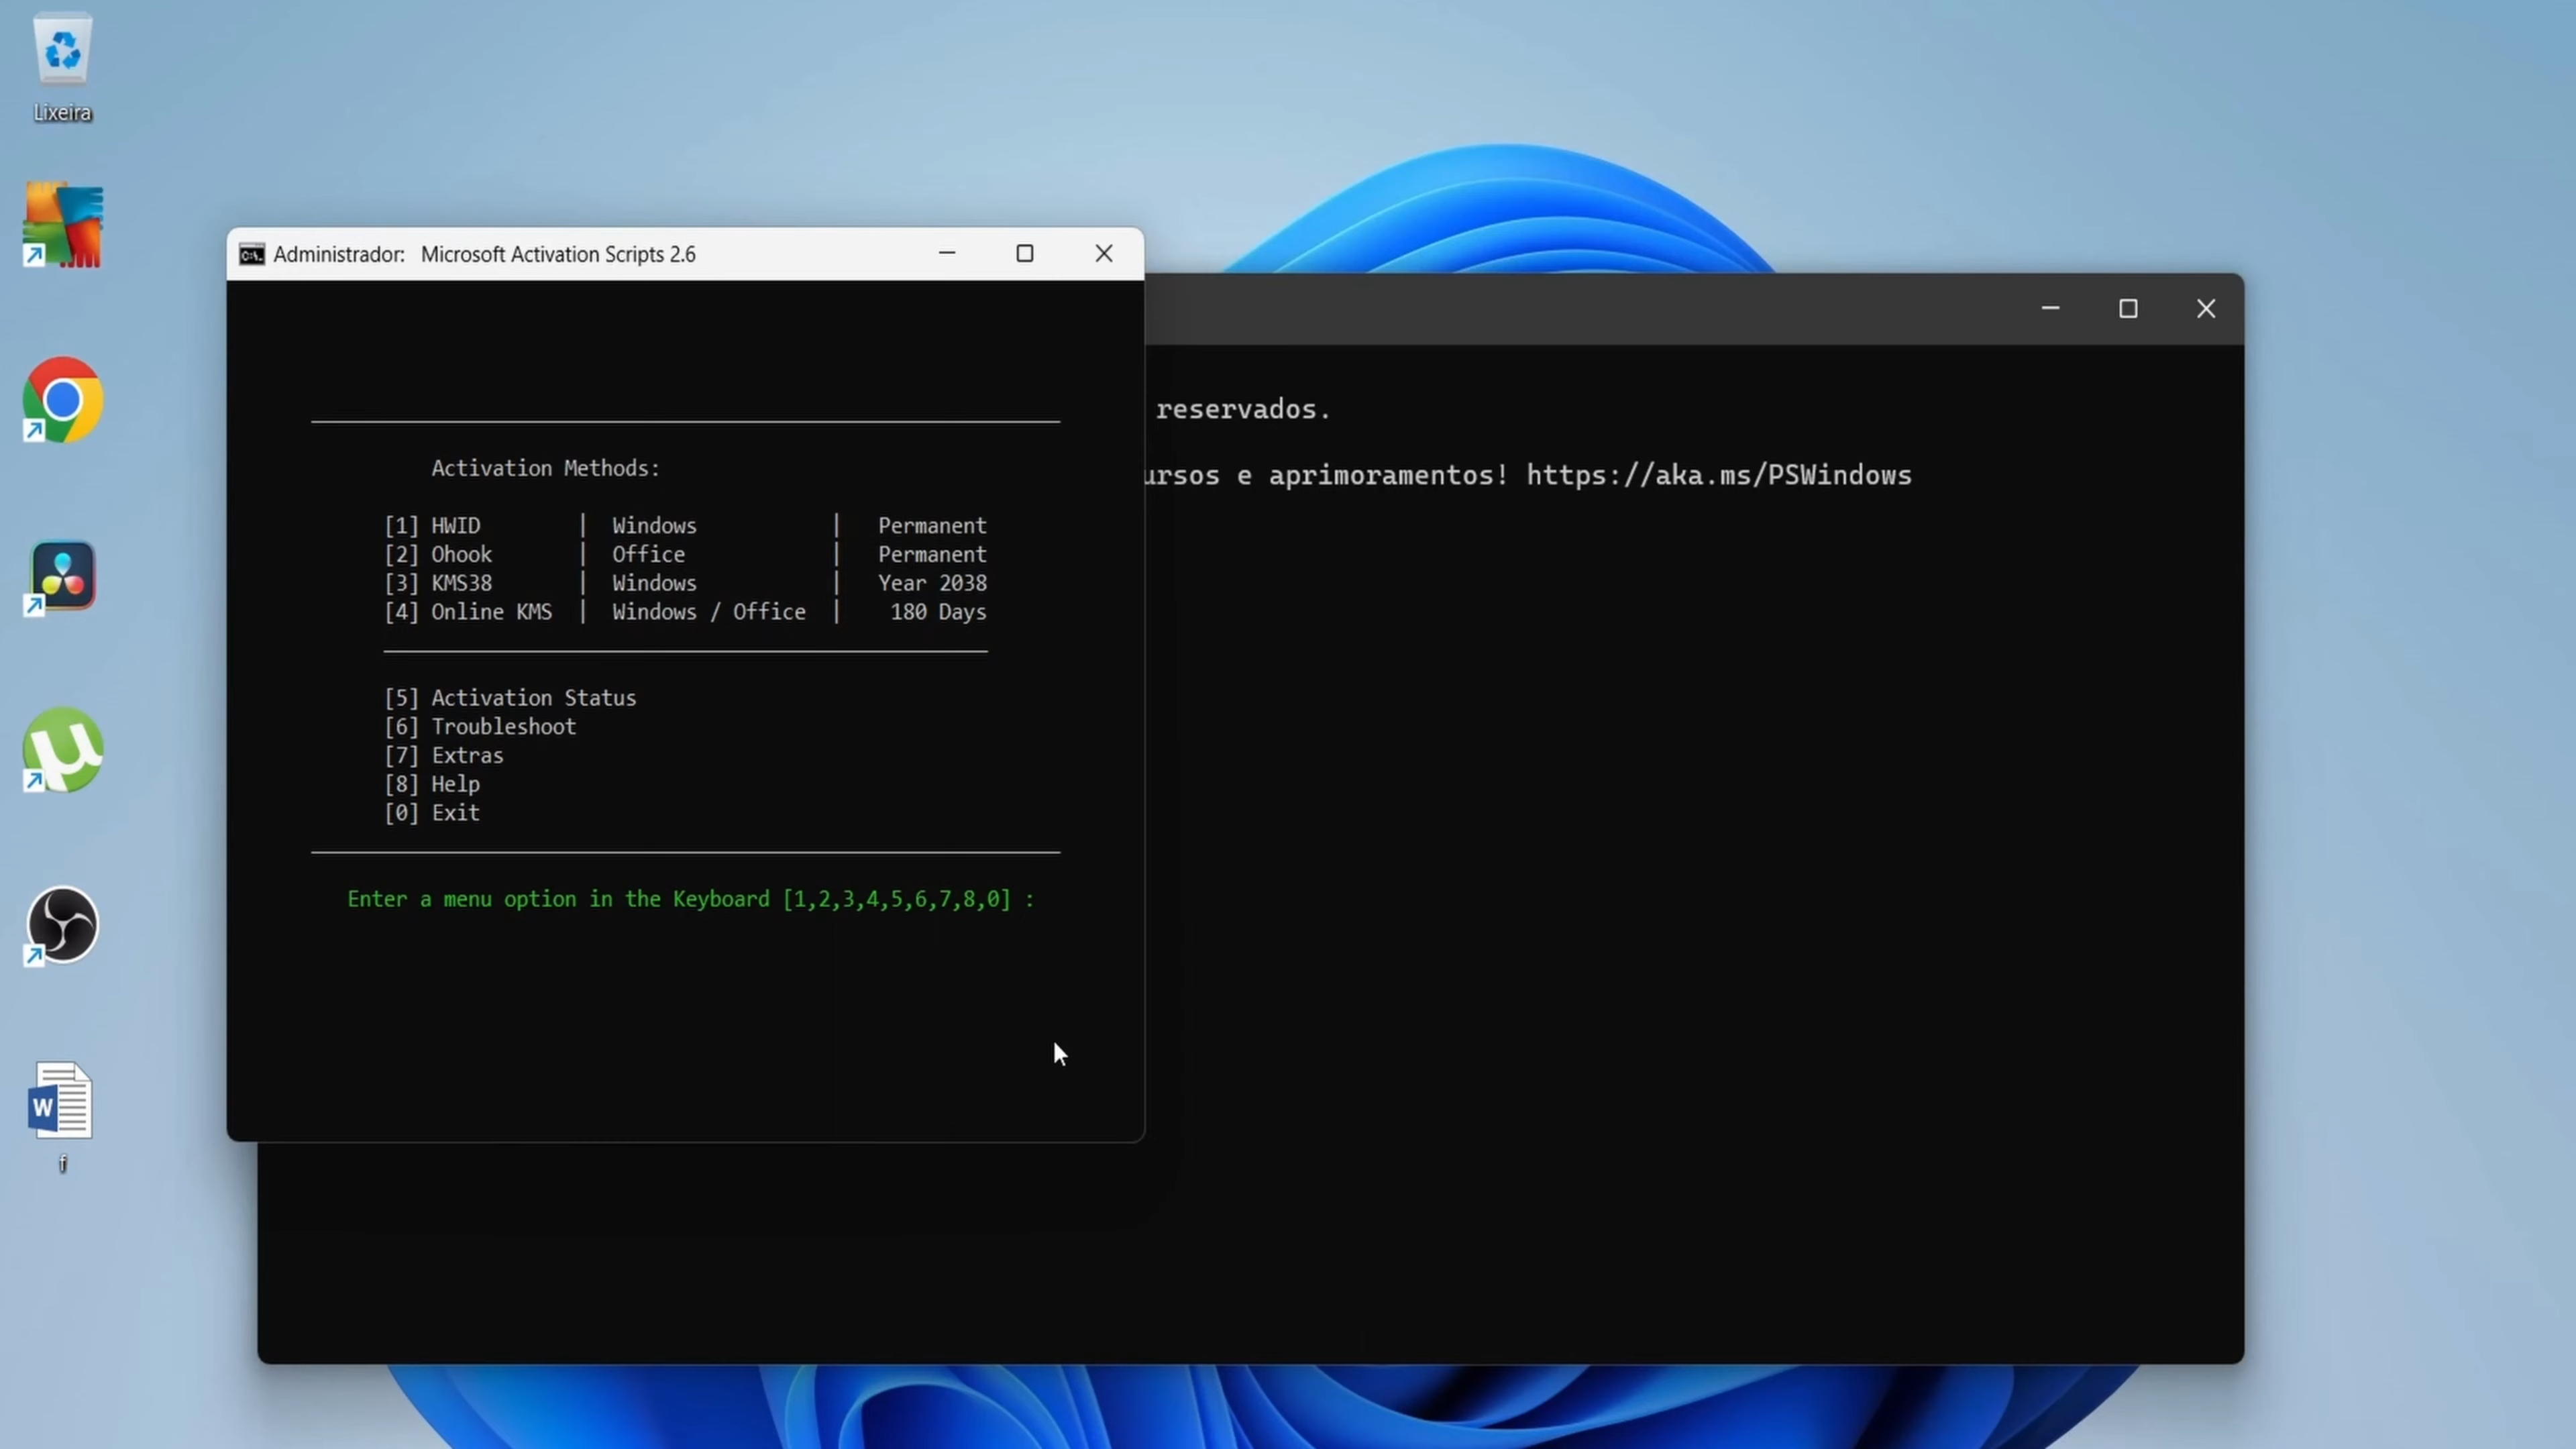 Lixeira
Administrador: Microsoft Activation Scripts 2.6
Activation Methods:
[1] HWID | Windows | Permanent
[2] Ohook | Office | Permanent
[3] KMS38 | Windows | Year 2038
[4] Online KMS | Windows / Office | 180 Days
[5] Activation Status
[6] Troubleshoot
[7] Extras
[8] Help
[0] Exit
Enter a menu option in the Keyboard [1,2,3,4,5,6,7,8,0] :
reservados.
ursos e aprimoramentos! https://aka.ms/PSWindows
W
f